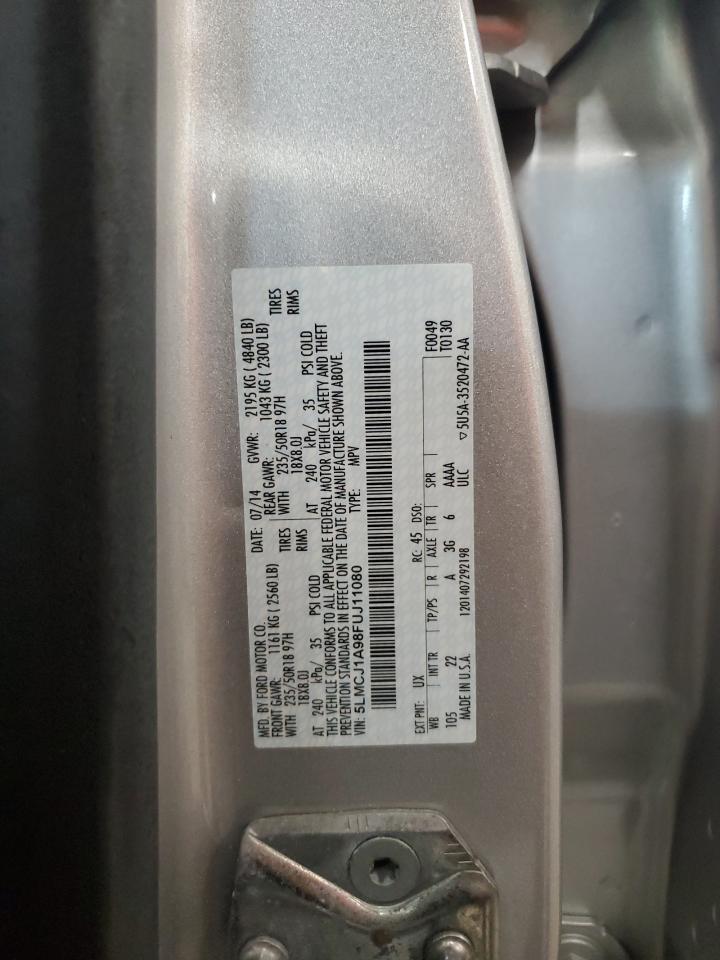 MFD. BY FORD MOTOR CO. DATE: 07/14 GVWR: 2195 KG ( 4840 LB)
FRONT GAWR: 1161 KG ( 2560 LB) REAR GAWR: 1043 KG ( 2300 LB)
WITH 235/50R18 97H TIRES WITH 235/50R18 97H TIRES
18X8.0J RIMS 18X8.0J RIMS
AT 240 kPa/ 35 PSI COLD AT 240 kPa/ 35 PSI COLD
THIS VEHICLE CONFORMS TO ALL APPLICABLE FEDERAL MOTOR VEHICLE SAFETY AND THEFT
PREVENTION STANDARDS IN EFFECT ON THE DATE OF MANUFACTURE SHOWN ABOVE.
VIN: 5LMCJ1A98FUJ11080 TYPE: MPV
EXT PNT: UX RC: 45 DSO: F0049
WB INT TR TP/PS R AXLE TR SPR T0130
105 22 A 3G 6 AAAA
MADE IN U.S.A. 1201407292198 ULC ▽5U5A-3520472-AA